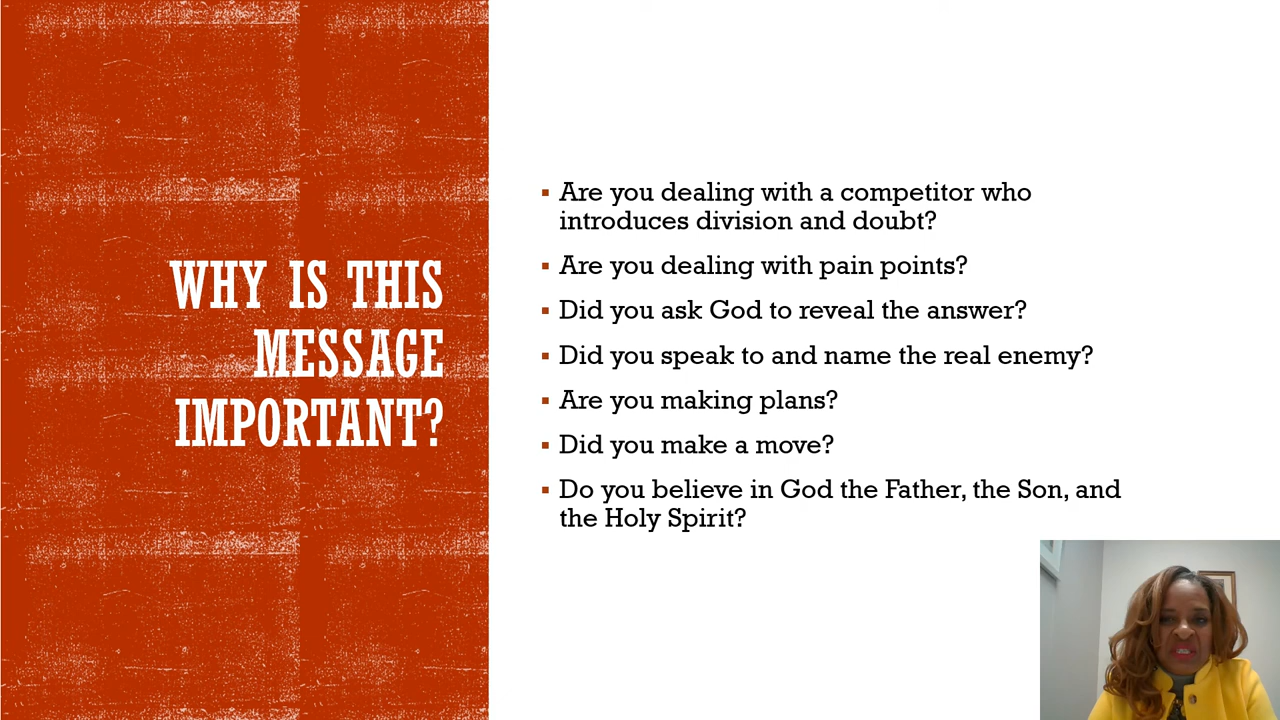 WHY IS THIS
MESSAGE
IMPORTANT?
Are you dealing with a competitor who
introduces division and doubt?
Are you dealing with pain points?
Did you ask God to reveal the answer?
Did you speak to and name the real enemy?
Are you making plans?
Did you make a move?
Do you believe in God the Father, the Son, and
the Holy Spirit?